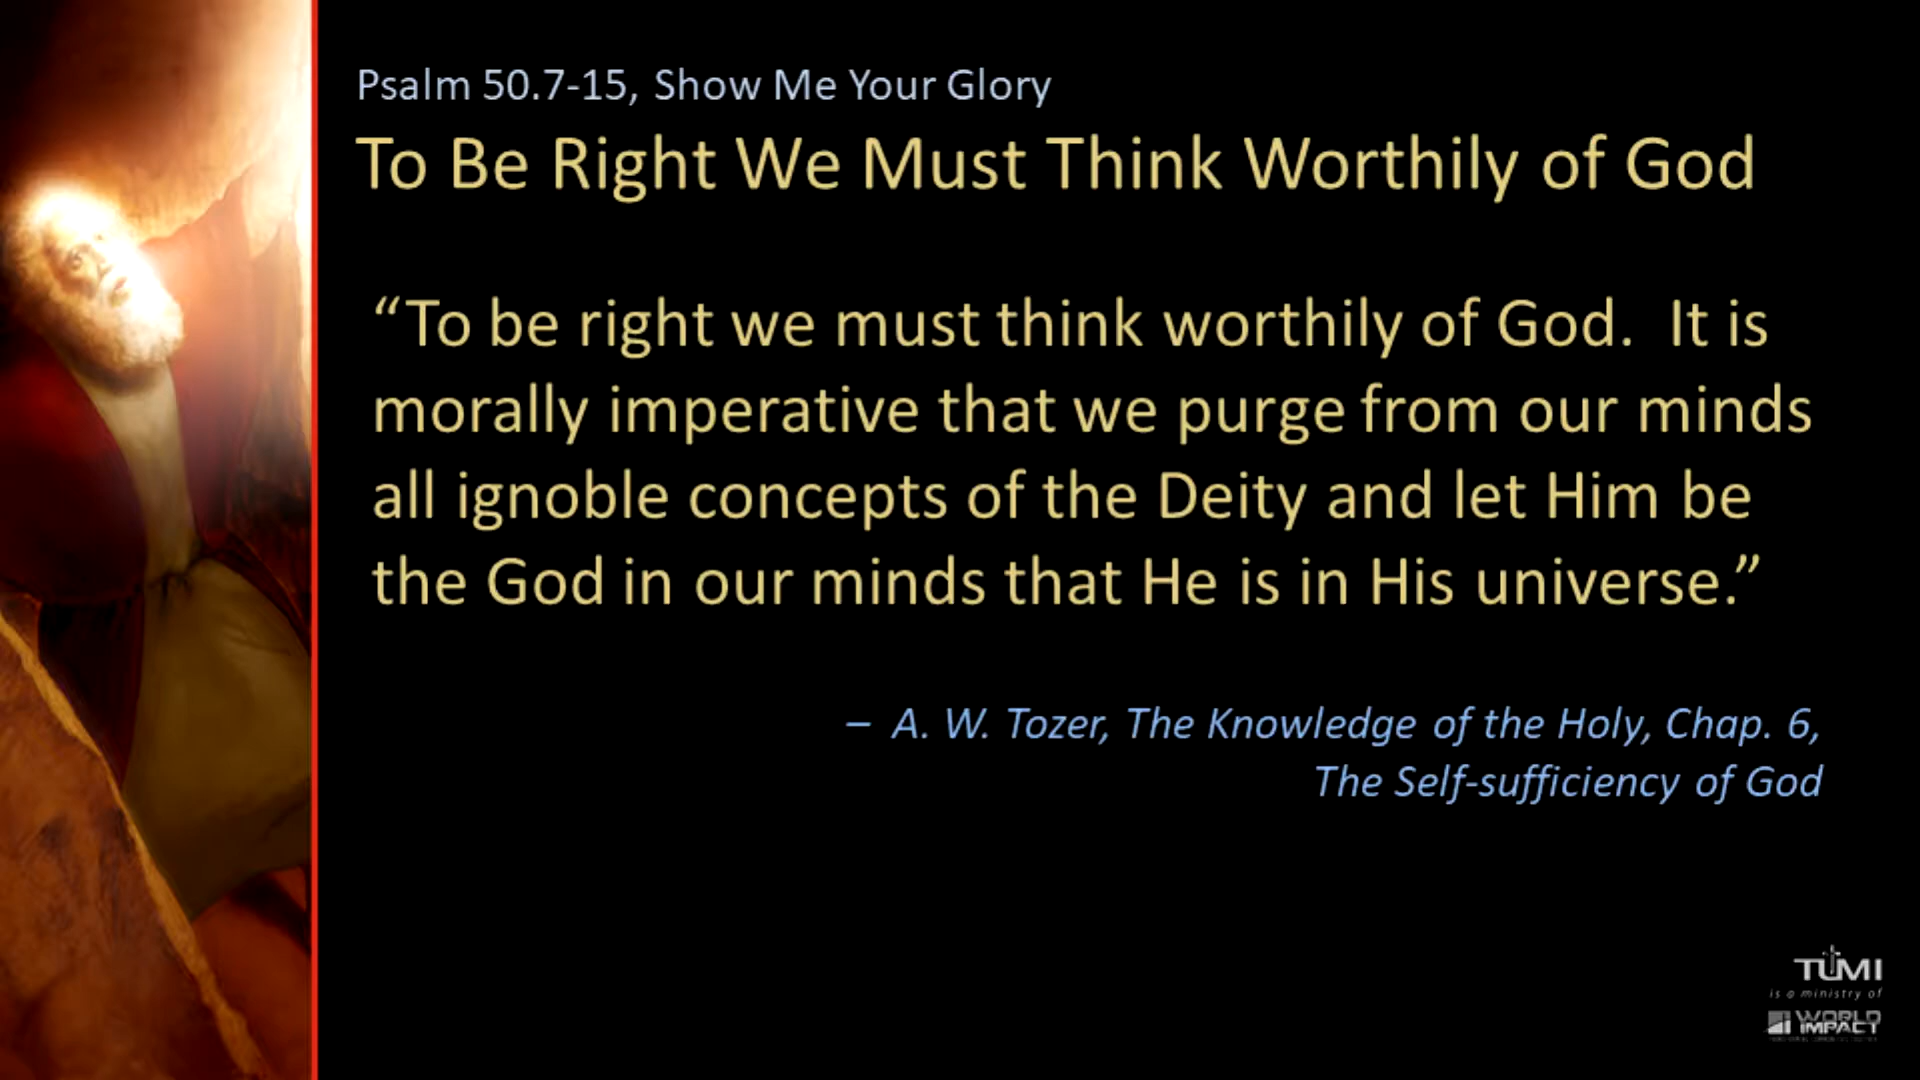 Psalm 50.7-15, Show Me Your Glory
To Be Right We Must Think Worthily of God
“To be right we must think worthily of God.  It is
morally imperative that we purge from our minds
all ignoble concepts of the Deity and let Him be
the God in our minds that He is in His universe.”
– A. W. Tozer, The Knowledge of the Holy, Chap. 6,
The Self-sufficiency of God
TUMI
is a ministry of
WORLD
IMPACT